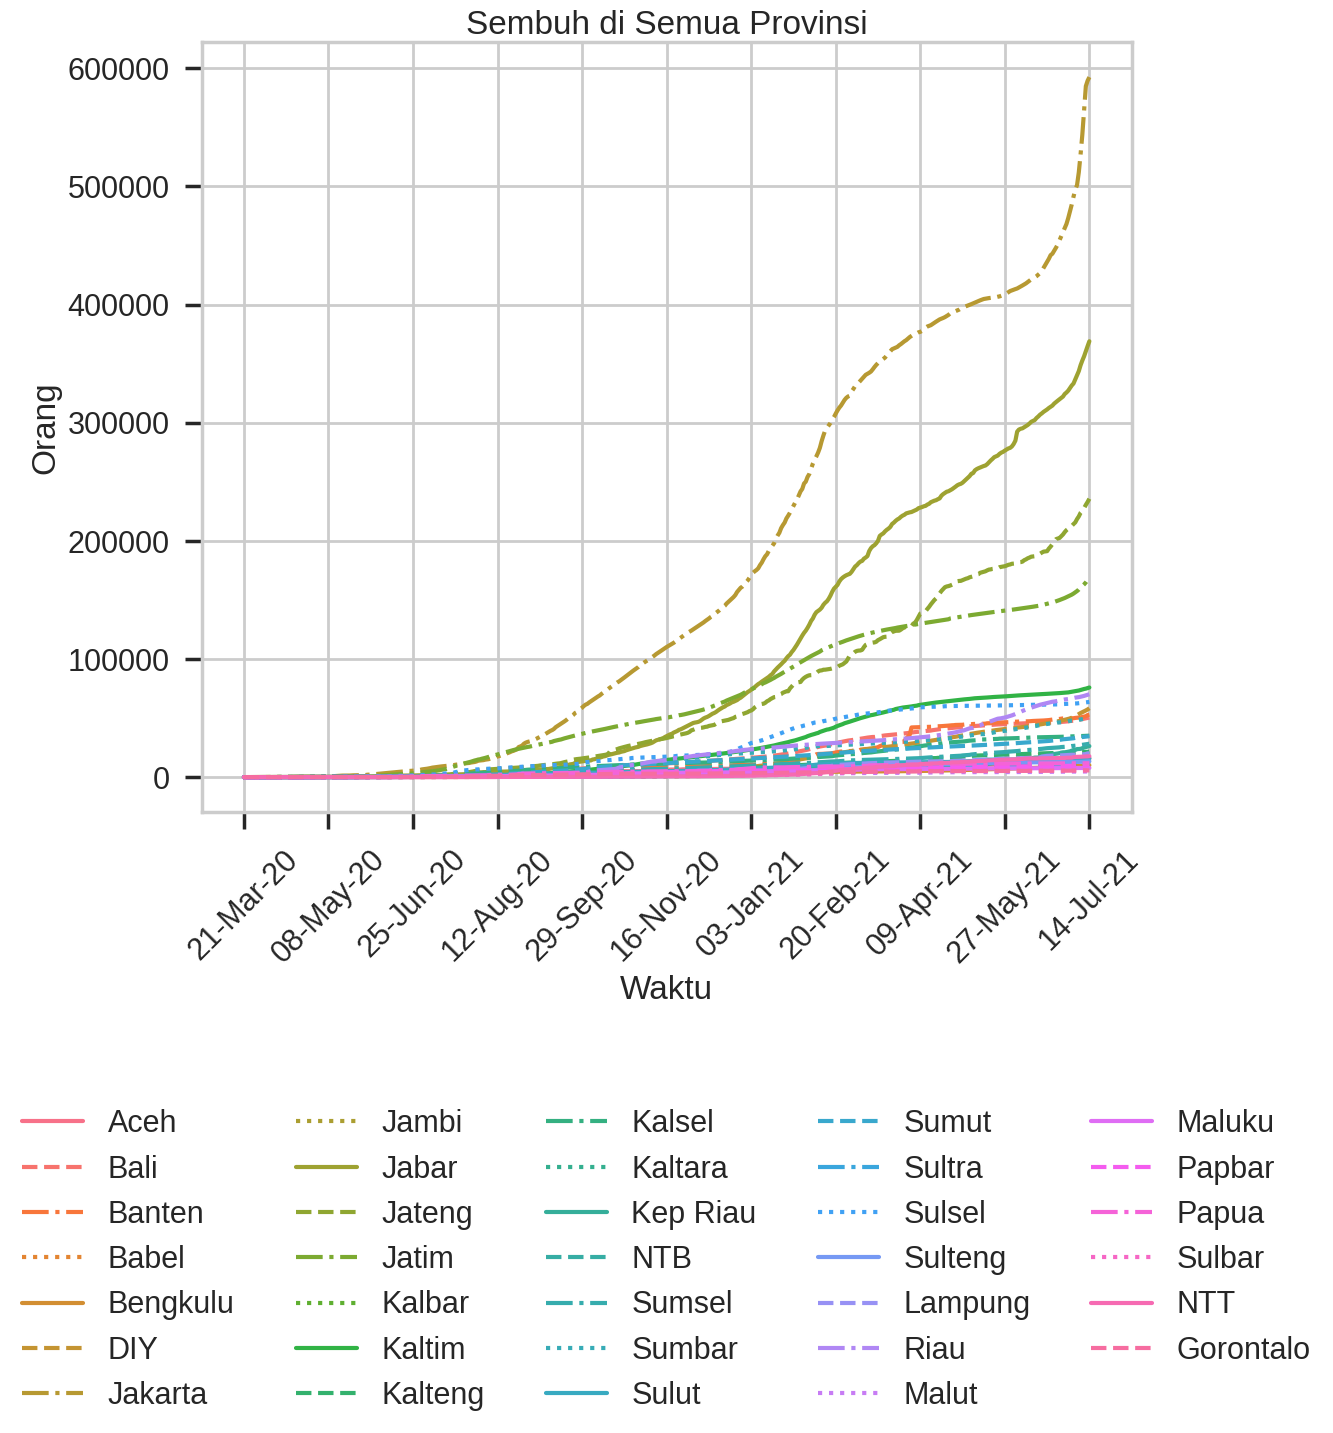 Sembuh di Semua Provinsi
600000
500000
400000
300000
200000
100000
0
Orang
21-Mar-20
08-May-20
25-Jun-20
12-Aug-20
29-Sep-20
16-Nov-20
03-Jan-21
20-Feb-21
09-Apr-21
27-May-21
14-Jul-21
Waktu
Aceh
Bali
Banten
Babel
Bengkulu
DIY
Jakarta
Jambi
Jabar
Jateng
Jatim
Kalbar
Kaltim
Kalteng
Kalsel
Kaltara
Kep Riau
NTB
Sumsel
Sumbar
Sulut
Sumut
Sultra
Sulsel
Sulteng
Lampung
Riau
Malut
Maluku
Papbar
Papua
Sulbar
NTT
Gorontalo